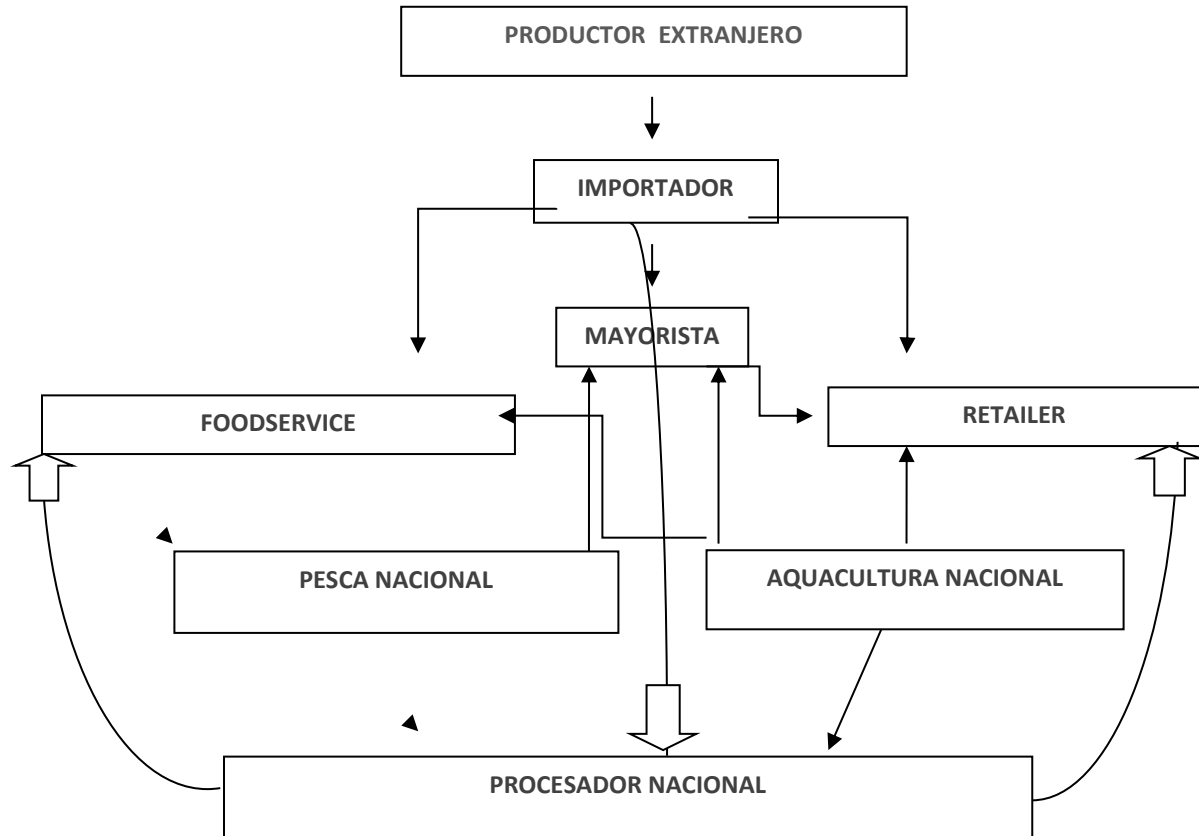 PRODUCTOR EXTRANJERO
IMPORTADOR
MAYORISTA
FOODSERVICE
RETAILER
PESCA NACIONAL
AQUACULTURA NACIONAL
PROCESADOR NACIONAL